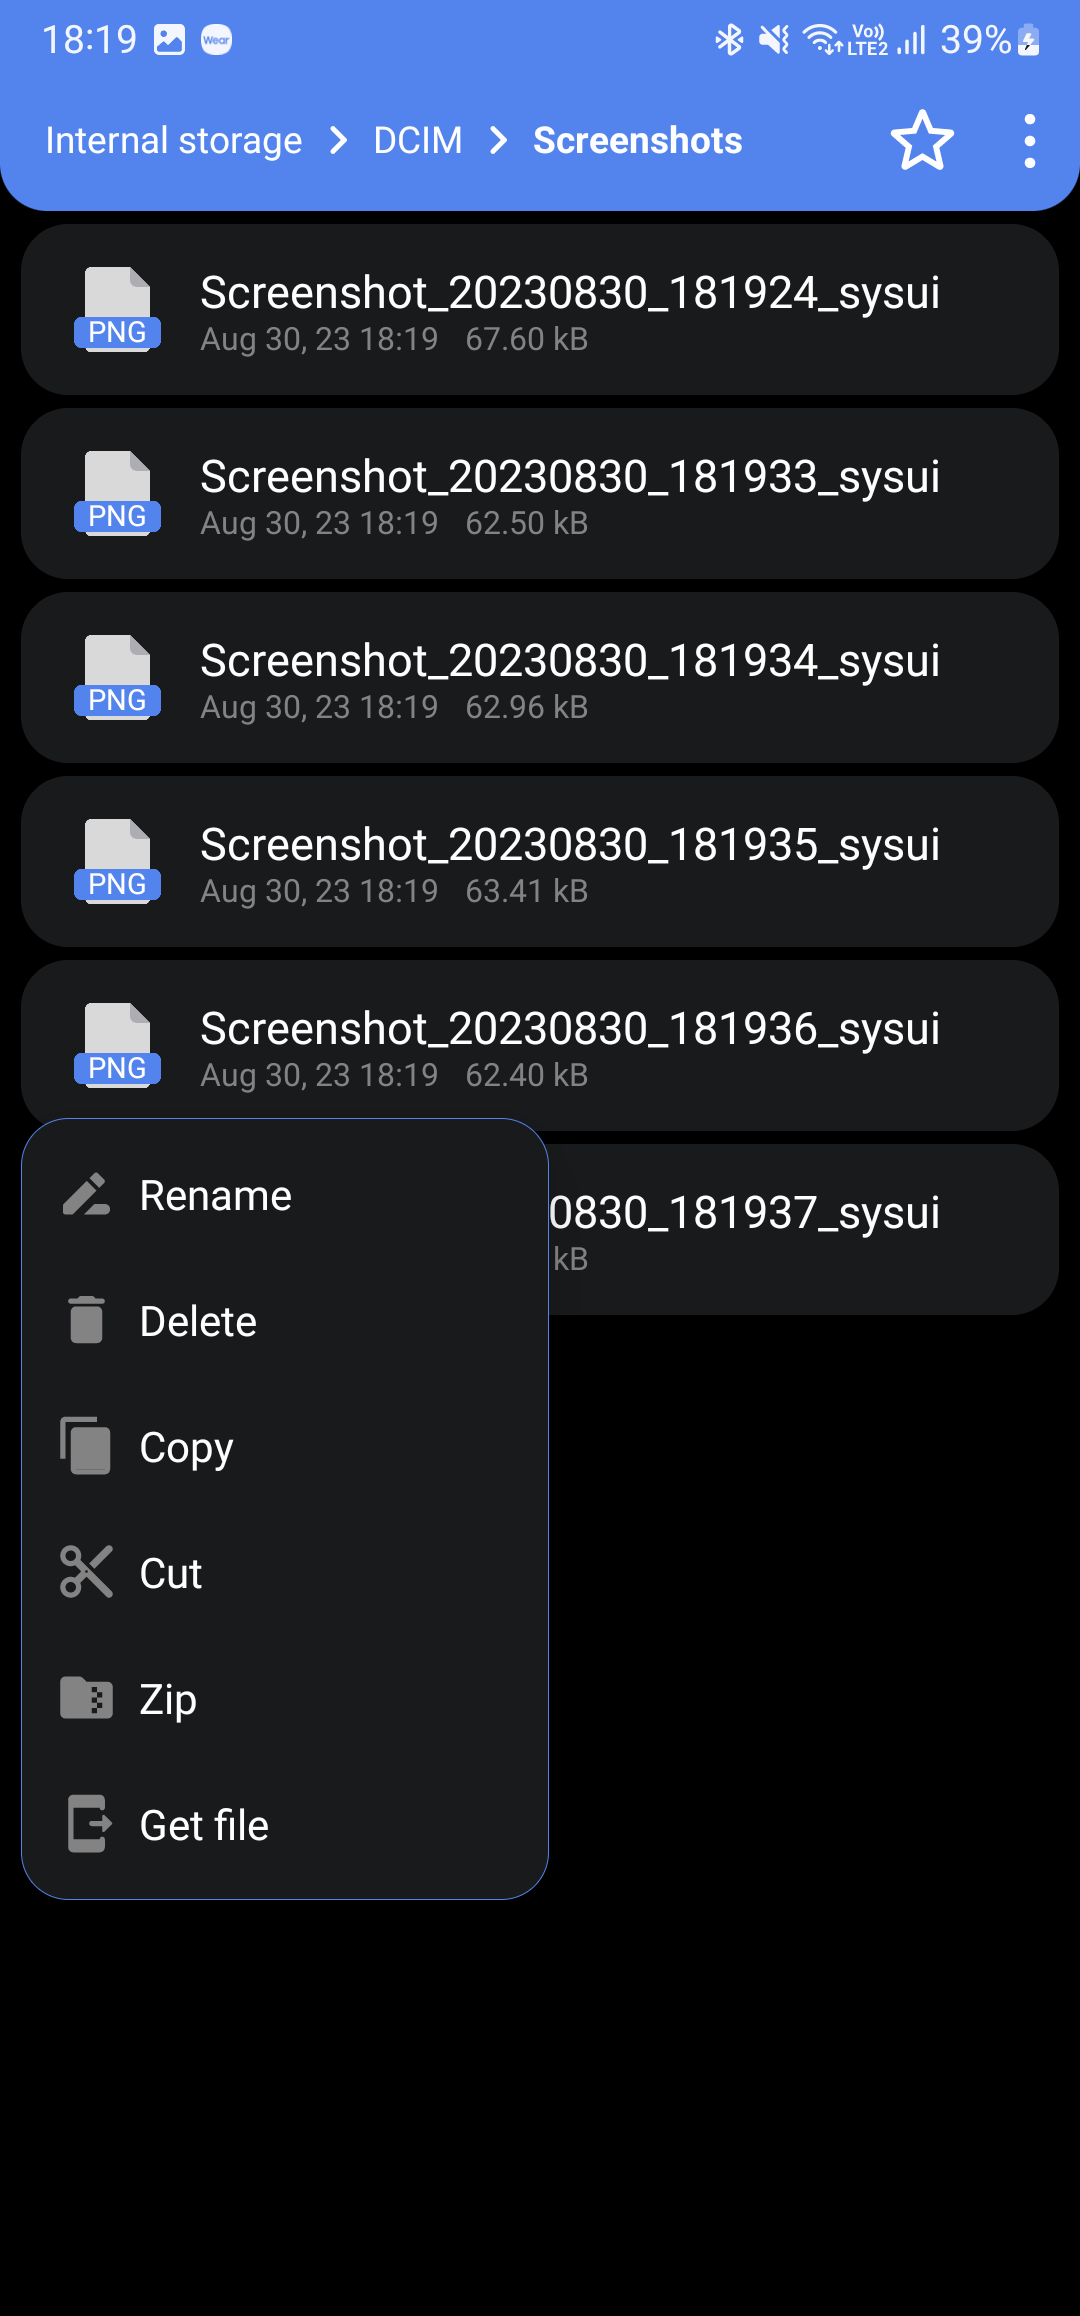 18:19 Wear Vo)) LTE2 39%
Internal storage DCIM Screenshots
PNG
Screenshot_20230830_181924_sysui
Aug 30, 23 18:19 67.60 kB
PNG
Screenshot_20230830_181933_sysui
Aug 30, 23 18:19 62.50 kB
PNG
Screenshot_20230830_181934_sysui
Aug 30, 23 18:19 62.96 kB
PNG
Screenshot_20230830_181935_sysui
Aug 30, 23 18:19 63.41 kB
PNG
Screenshot_20230830_181936_sysui
Aug 30, 23 18:19 62.40 kB
0830_181937_sysui
kB
Rename
Delete
Copy
Cut
Zip
Get file